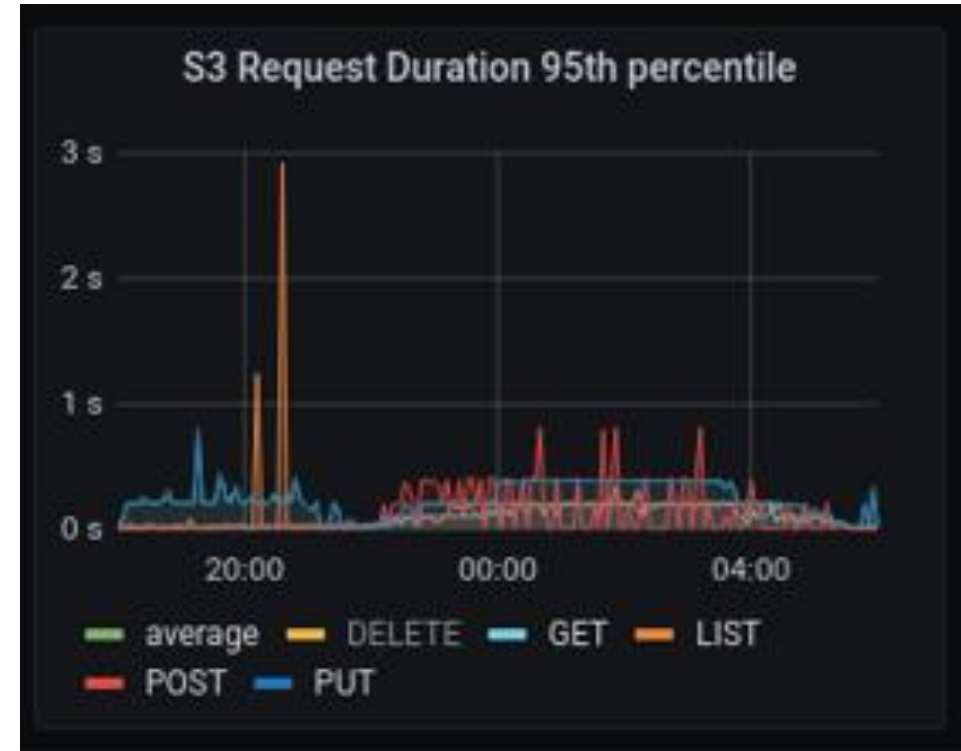 S3 Request Duration 95th percentile
3 s
2 s
1 s
0 s
20:00 00:00 04:00
average DELETE GET LIST
POST PUT